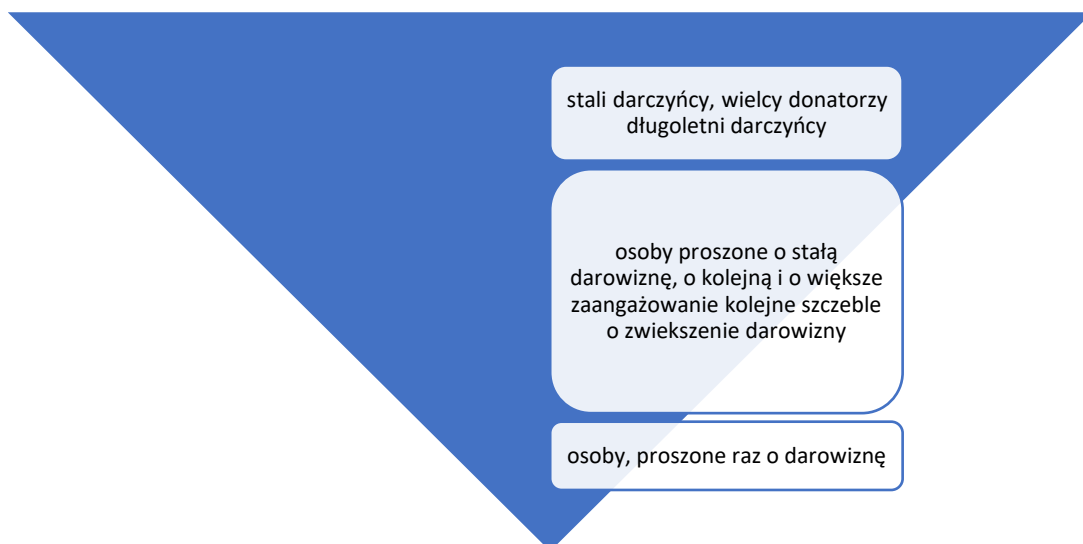 stali darczyńcy, wielcy donatorzy
długoletni darczyńcy
osoby proszone o stałą
darowiznę, o kolejną i o większe
zaangażowanie kolejne szczeble
o zwiekszenie darowizny
osoby, proszone raz o darowiznę